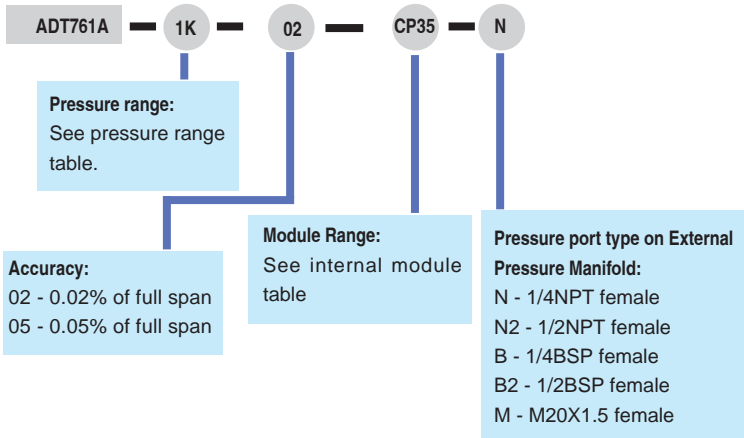 ADT761A 1K 02 CP35 N
Pressure range:
See pressure range
table.
Accuracy:
02 - 0.02% of full span
05 - 0.05% of full span
Module Range:
See internal module
table
Pressure port type on External
Pressure Manifold:
N - 1/4NPT female
N2 - 1/2NPT female
B - 1/4BSP female
B2 - 1/2BSP female
M - M20X1.5 female